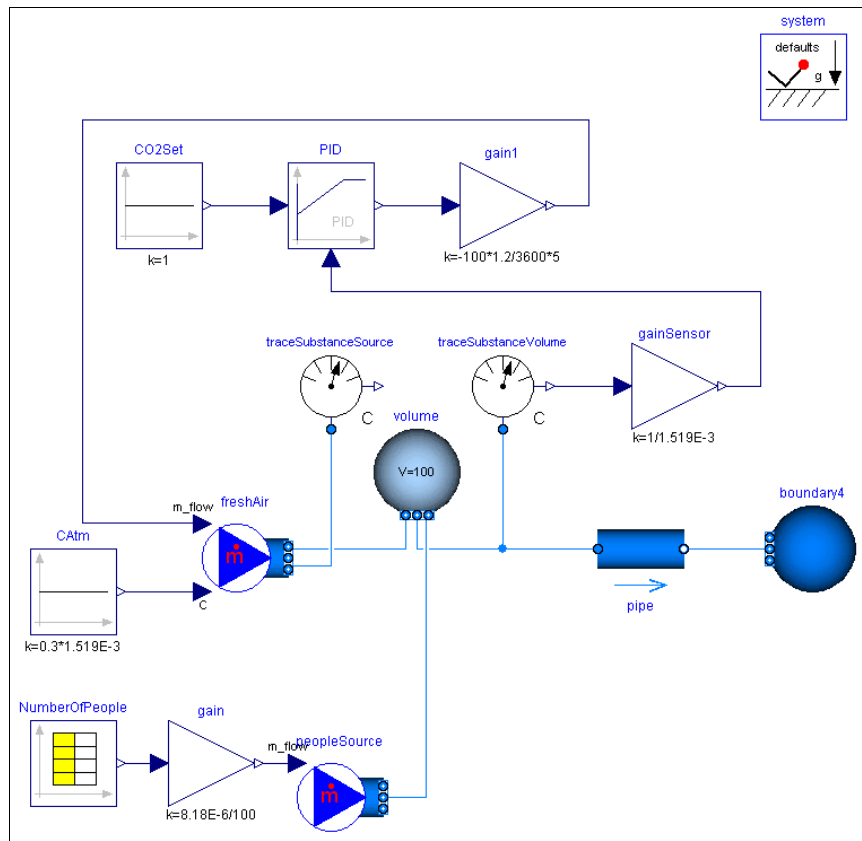 system
defaults
g
CO2Set
PID
gain1
PID
k=1
k=-100*1.2/3600*5
traceSubstanceSource
traceSubstanceVolume
gainSensor
C
C
volume
k=1/1.519E-3
V=100
m_flow
freshAir
boundary4
CAtm
m
C
pipe
k=0.3*1.519E-3
NumberOfPeople
gain
m_flow
peopleSource
m
k=8.18E-6/100